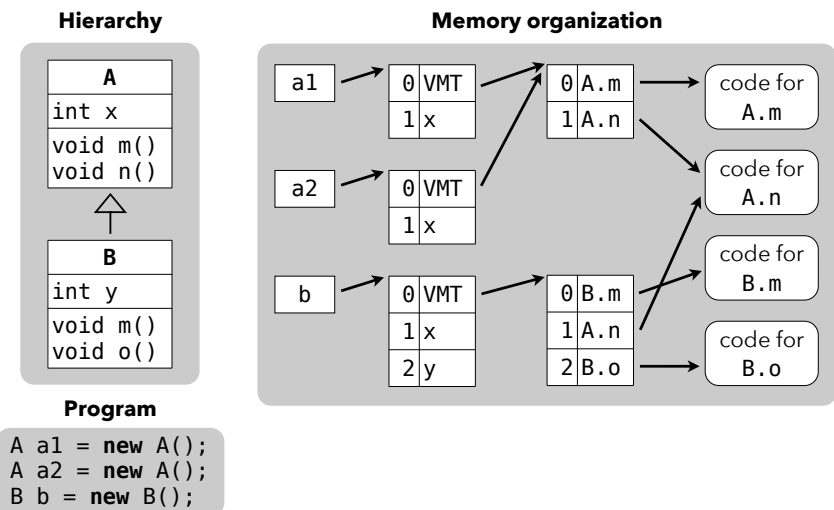 Hierarchy
A
int x
void m()
void n()
B
int y
void m()
void o()
Program
A a1 = new A();
A a2 = new A();
B b = new B();
Memory organization
a1
0 VMT
1 x
0 A.m
1 A.n
code for
A.m
a2
0 VMT
1 x
code for
A.n
b
0 VMT
1 x
2 y
0 B.m
1 A.n
2 B.o
code for
B.m
code for
B.o